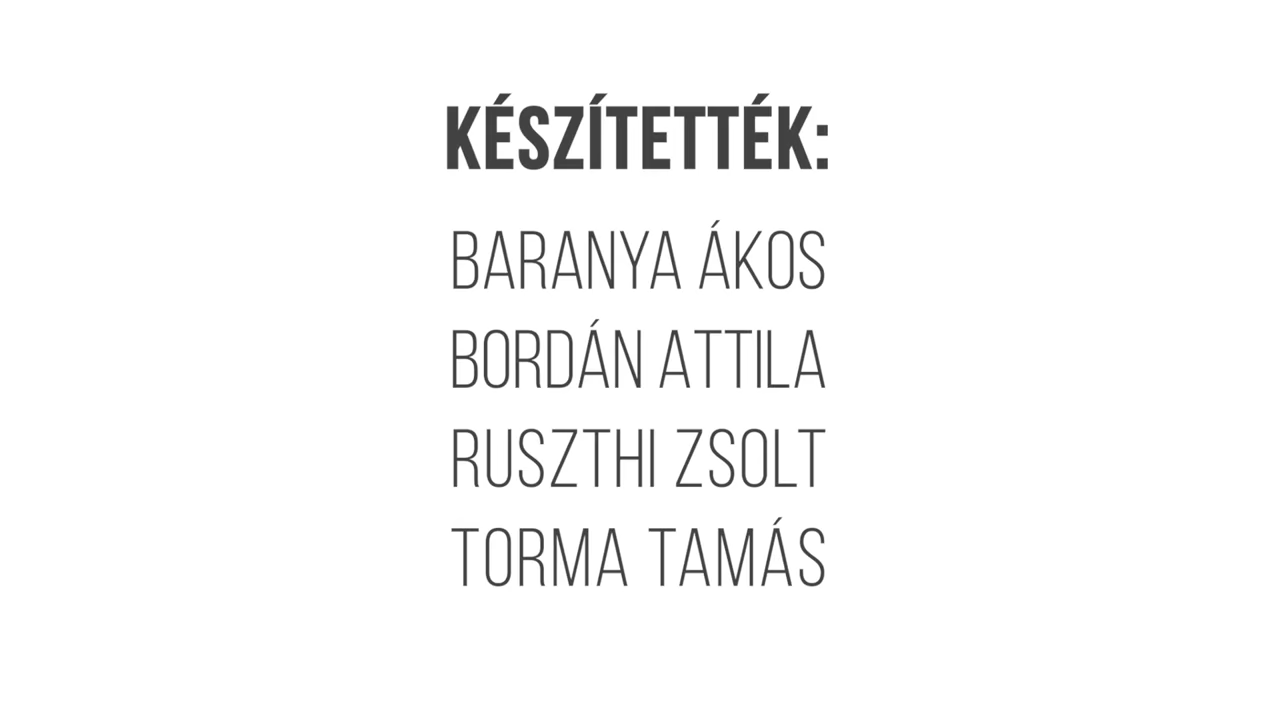 KÉSZÍTETTÉK:
BARANYA ÁKOS
BORDÁN ATTILA
RUSZTHI ZSOLT
TORMA TAMÁS